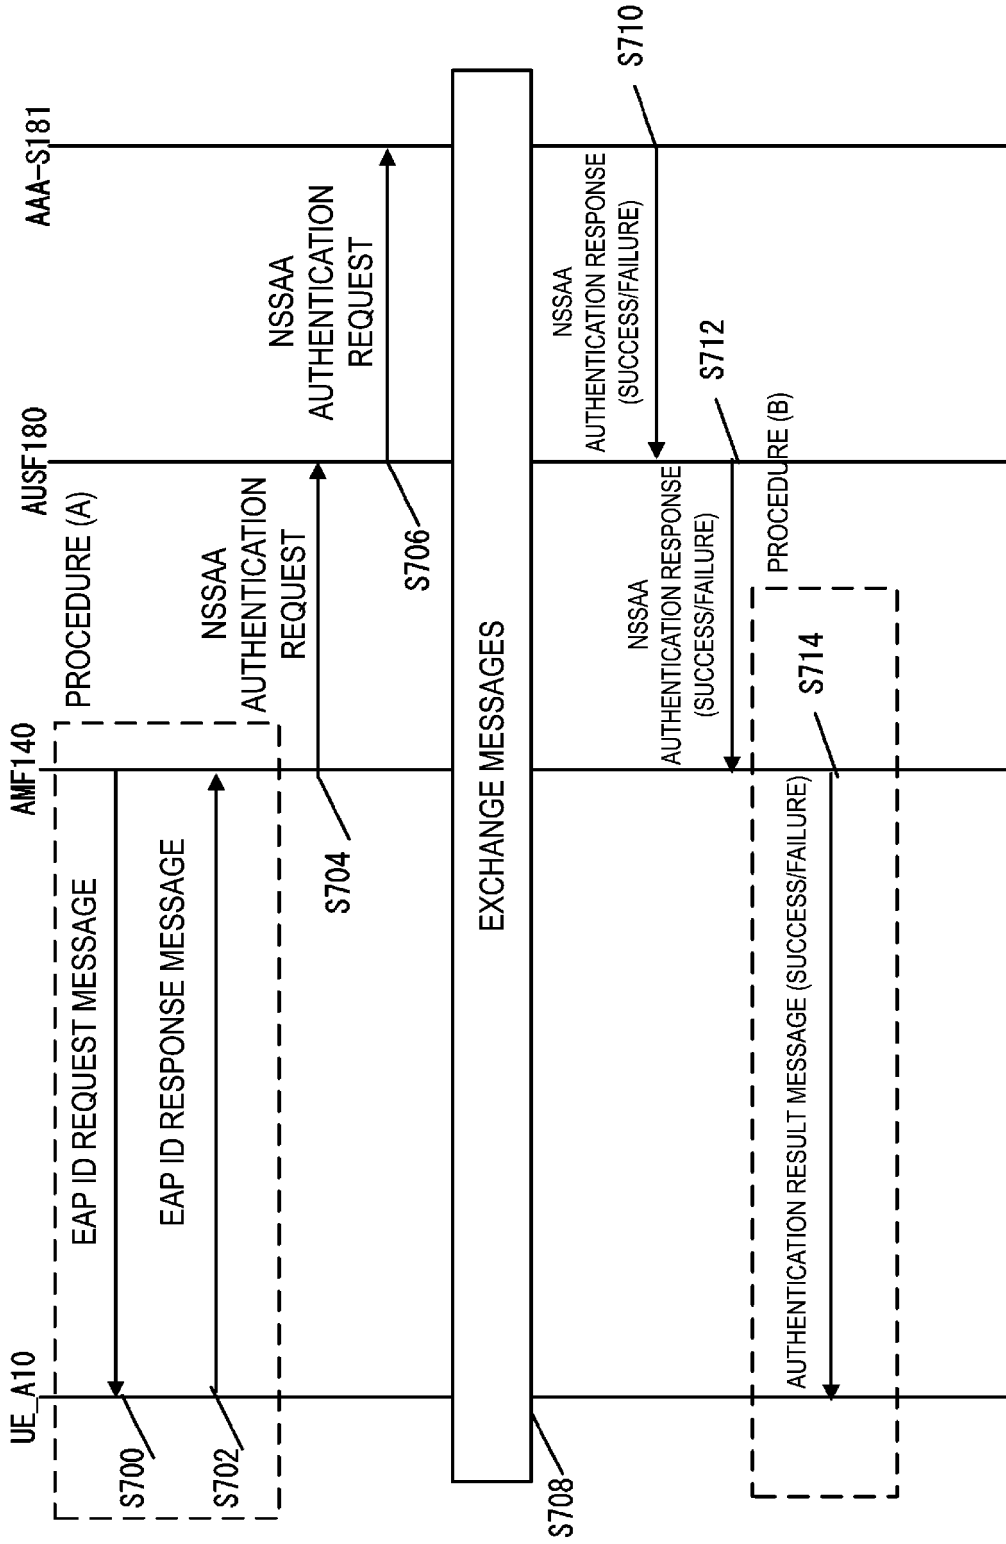 UE_A10
AMF140
AUSF180
AAA-S181
PROCEDURE (A)
EAP ID REQUEST MESSAGE
S700
EAP ID RESPONSE MESSAGE
S702
NSSAA
AUTHENTICATION
REQUEST
S704
NSSAA
AUTHENTICATION
REQUEST
S706
EXCHANGE MESSAGES
S708
NSSAA
AUTHENTICATION RESPONSE
(SUCCESS/FAILURE)
S710
NSSAA
AUTHENTICATION RESPONSE
(SUCCESS/FAILURE)
S712
PROCEDURE (B)
AUTHENTICATION RESULT MESSAGE (SUCCESS/FAILURE)
S714